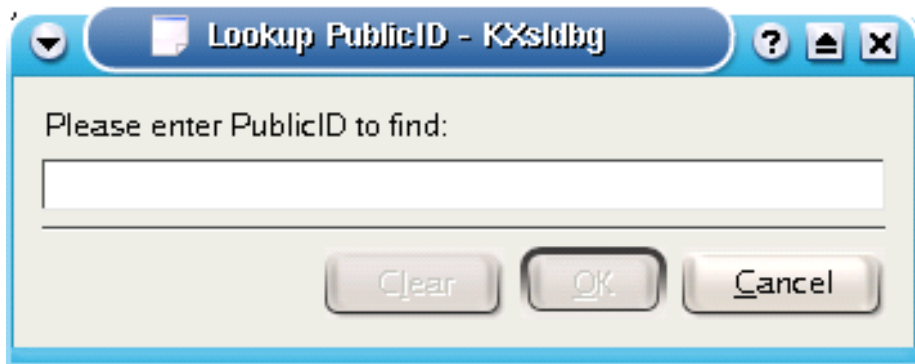 Lookup PublicID - KXsldbg
Please enter PublicID to find:
Clear OK Cancel